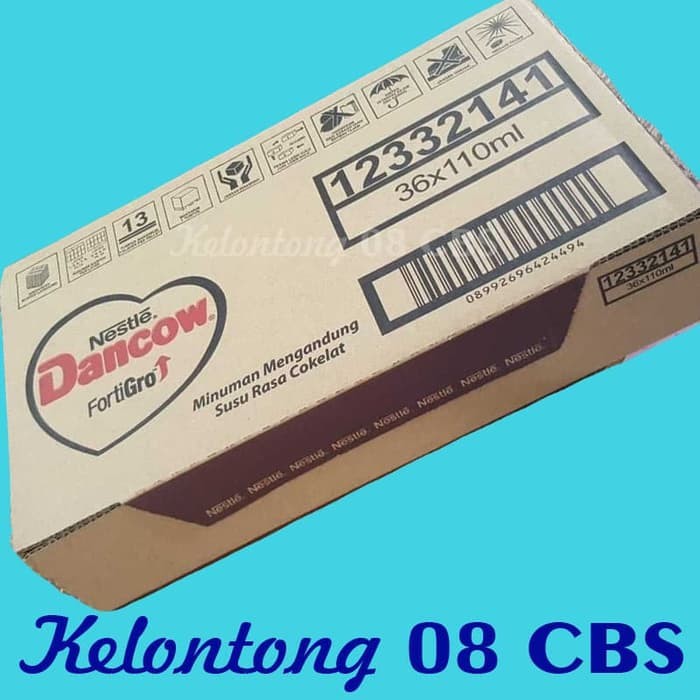 12332141
36x110ml
13
Kelontong 08 CBS
08992696424494
12332141
36x110ml
Nestlé.
Dancow
FortiGro
Minuman Mengandung
Susu Rasa Cokelat
Nestlé. Nestlé. Nestlé. Nestlé. Nestlé. Nestlé. Nestlé. Nestlé.
Kelontong 08 CBS